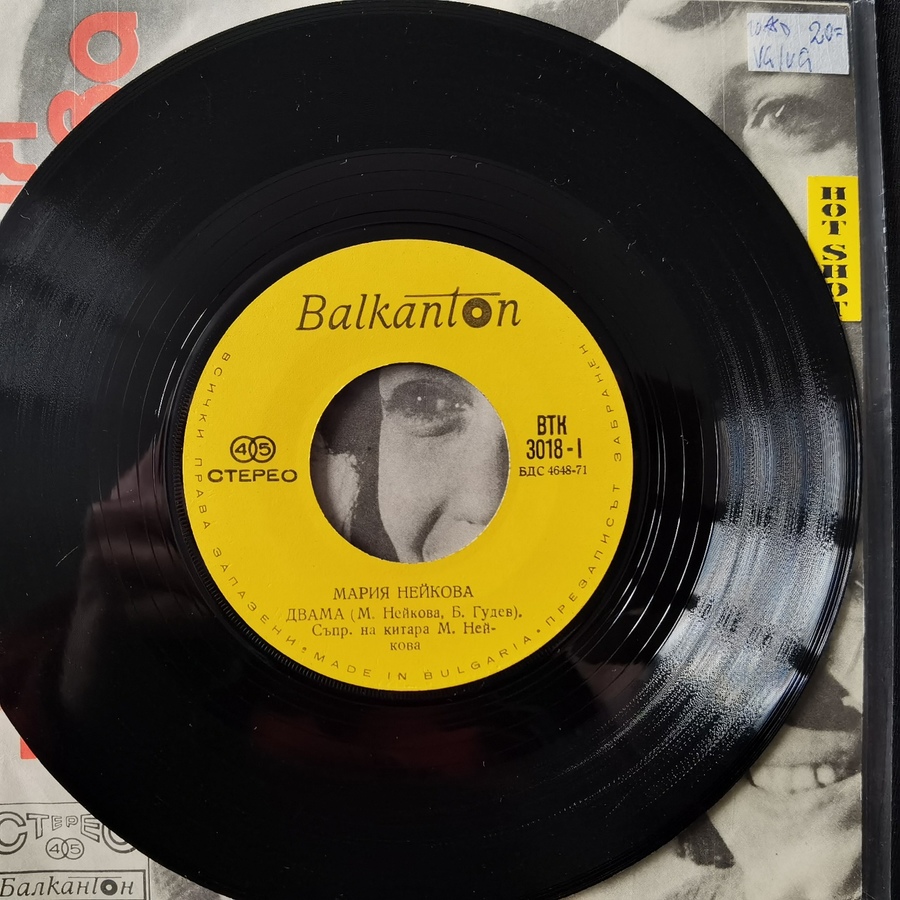 20=
VG/VG
HOT SHOT
Balkanton
ВСИЧКИ ПРАВА ЗАПАЗЕНИ • MADE IN BULGARIA • ПРЕЗАПИСЪТ ЗАБРАНЕН
45
СТЕРЕО
ВТК
3018-I
БДС 4648-71
МАРИЯ НЕЙКОВА
ДВАМА (М. Нейкова, Б. Гудев).
Съпр. на китара М. Ней-
кова
СТЕРЕО
45
Балкантон